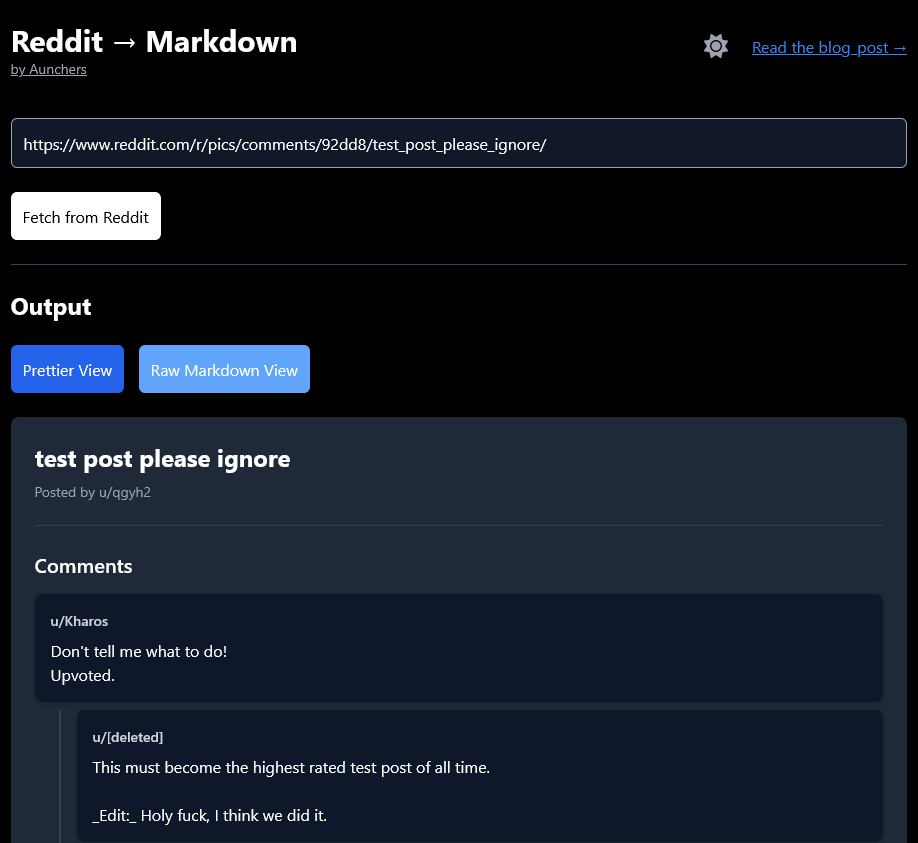 Reddit → Markdown
by Aunchers
Read the blog post →
https://www.reddit.com/r/pics/comments/92dd8/test_post_please_ignore/
Fetch from Reddit
Output
Prettier View
Raw Markdown View
test post please ignore
Posted by u/qgyh2
Comments
u/Kharos
Don't tell me what to do!
Upvoted.
u/[deleted]
This must become the highest rated test post of all time.
_Edit:_ Holy fuck, I think we did it.